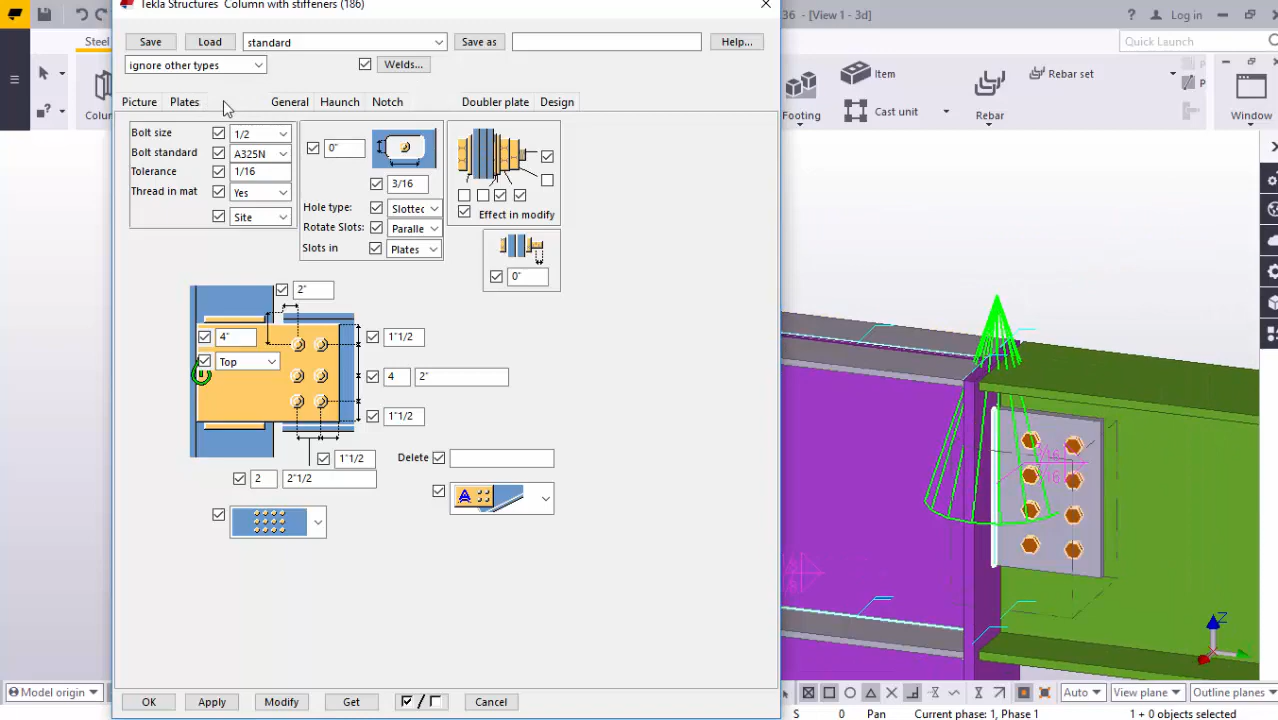 Tekla Structures Column with stiffeners (186)
36 - [View 1 - 3d]
Log in
Save
Load
standard
Save as
Help...
Steel
Quick Launch
ignore other types
Welds...
Item
Rebar set
Picture
Plates
General
Haunch
Notch
Doubler plate
Design
Colum
Footing
Cast unit
Rebar
Window
Bolt size
1/2
Bolt standard
A325N
Tolerance
1/16
Thread in mat
Yes
Site
0"
3/16
Hole type:
Slotted
Rotate Slots:
Paralle
Slots in
Plates
Effect in modify
0"
2"
4"
Top
1"1/2
4
2"
1"1/2
1"1/2
2
2"1/2
Delete
A
Z
OK
Apply
Modify
Get
/
Cancel
Model origin
Auto
View plane
Outline planes
S
0
Pan
Current phase: 1, Phase 1
1 + 0 objects selected